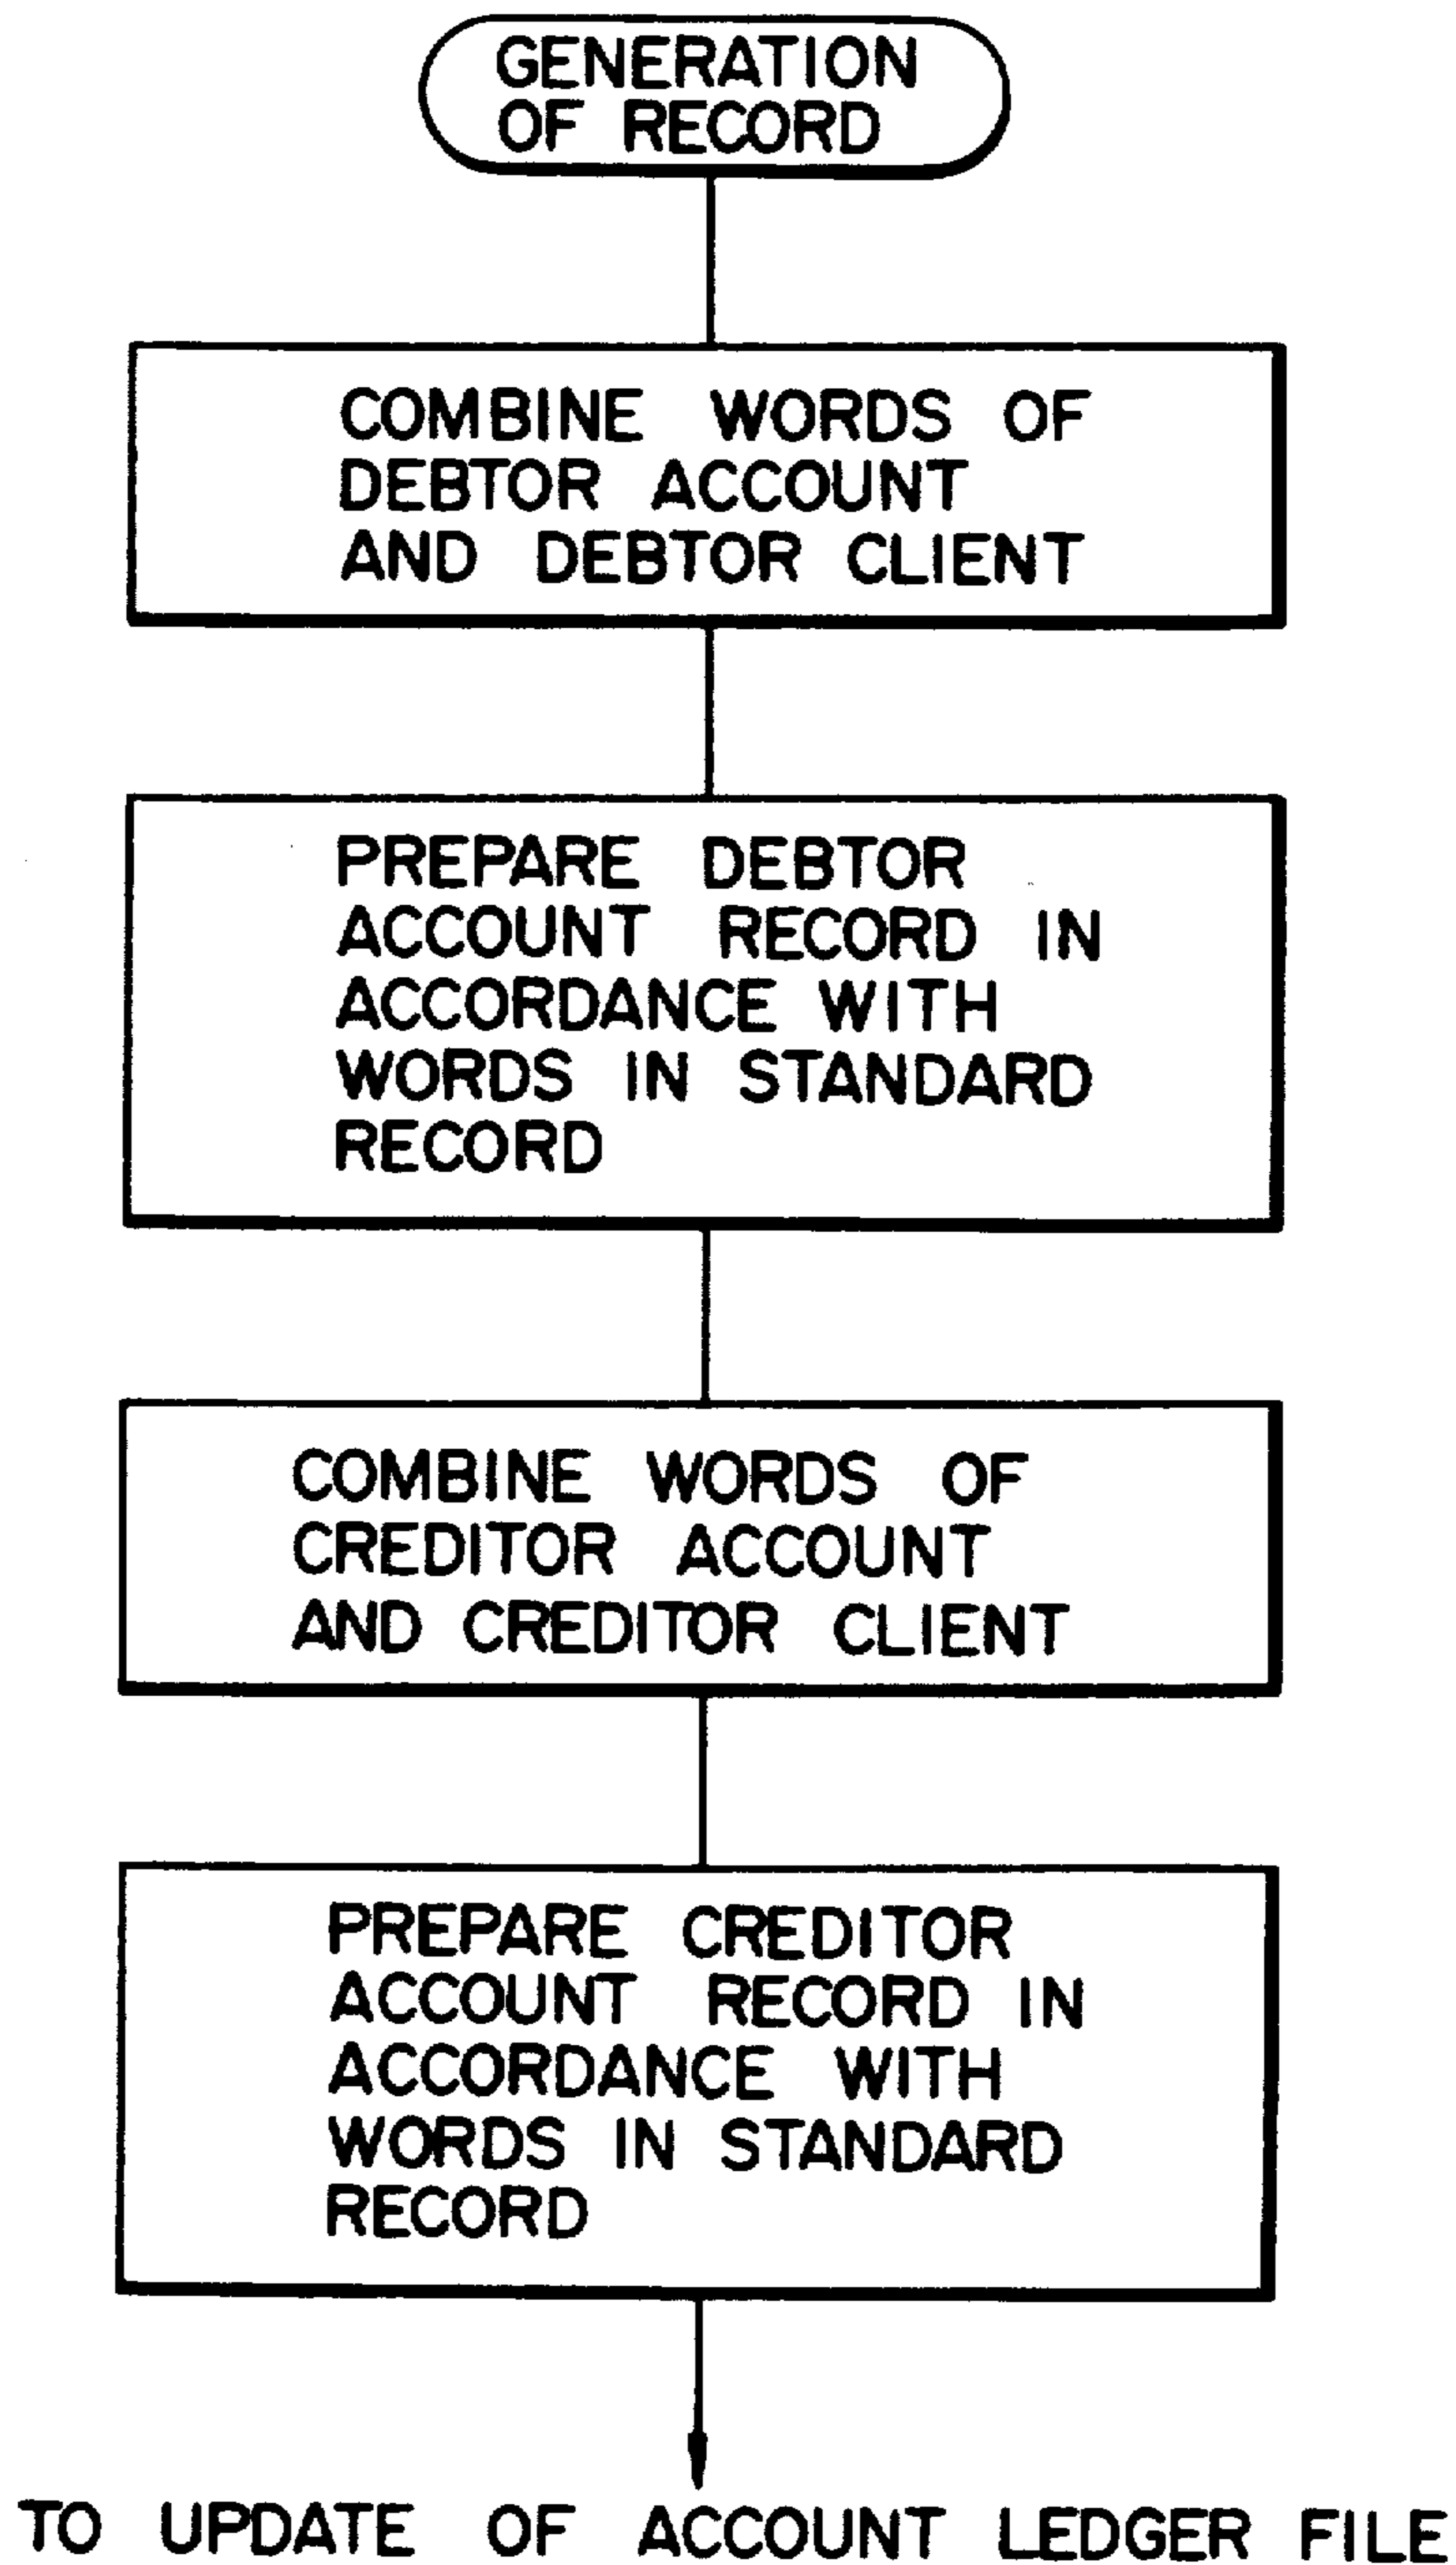 GENERATION
OF RECORD
COMBINE WORDS OF
DEBTOR ACCOUNT
AND DEBTOR CLIENT
PREPARE DEBTOR
ACCOUNT RECORD IN
ACCORDANCE WITH
WORDS IN STANDARD
RECORD
COMBINE WORDS OF
CREDITOR ACCOUNT
AND CREDITOR CLIENT
PREPARE CREDITOR
ACCOUNT RECORD IN
ACCORDANCE WITH
WORDS IN STANDARD
RECORD
TO UPDATE OF ACCOUNT LEDGER FILE